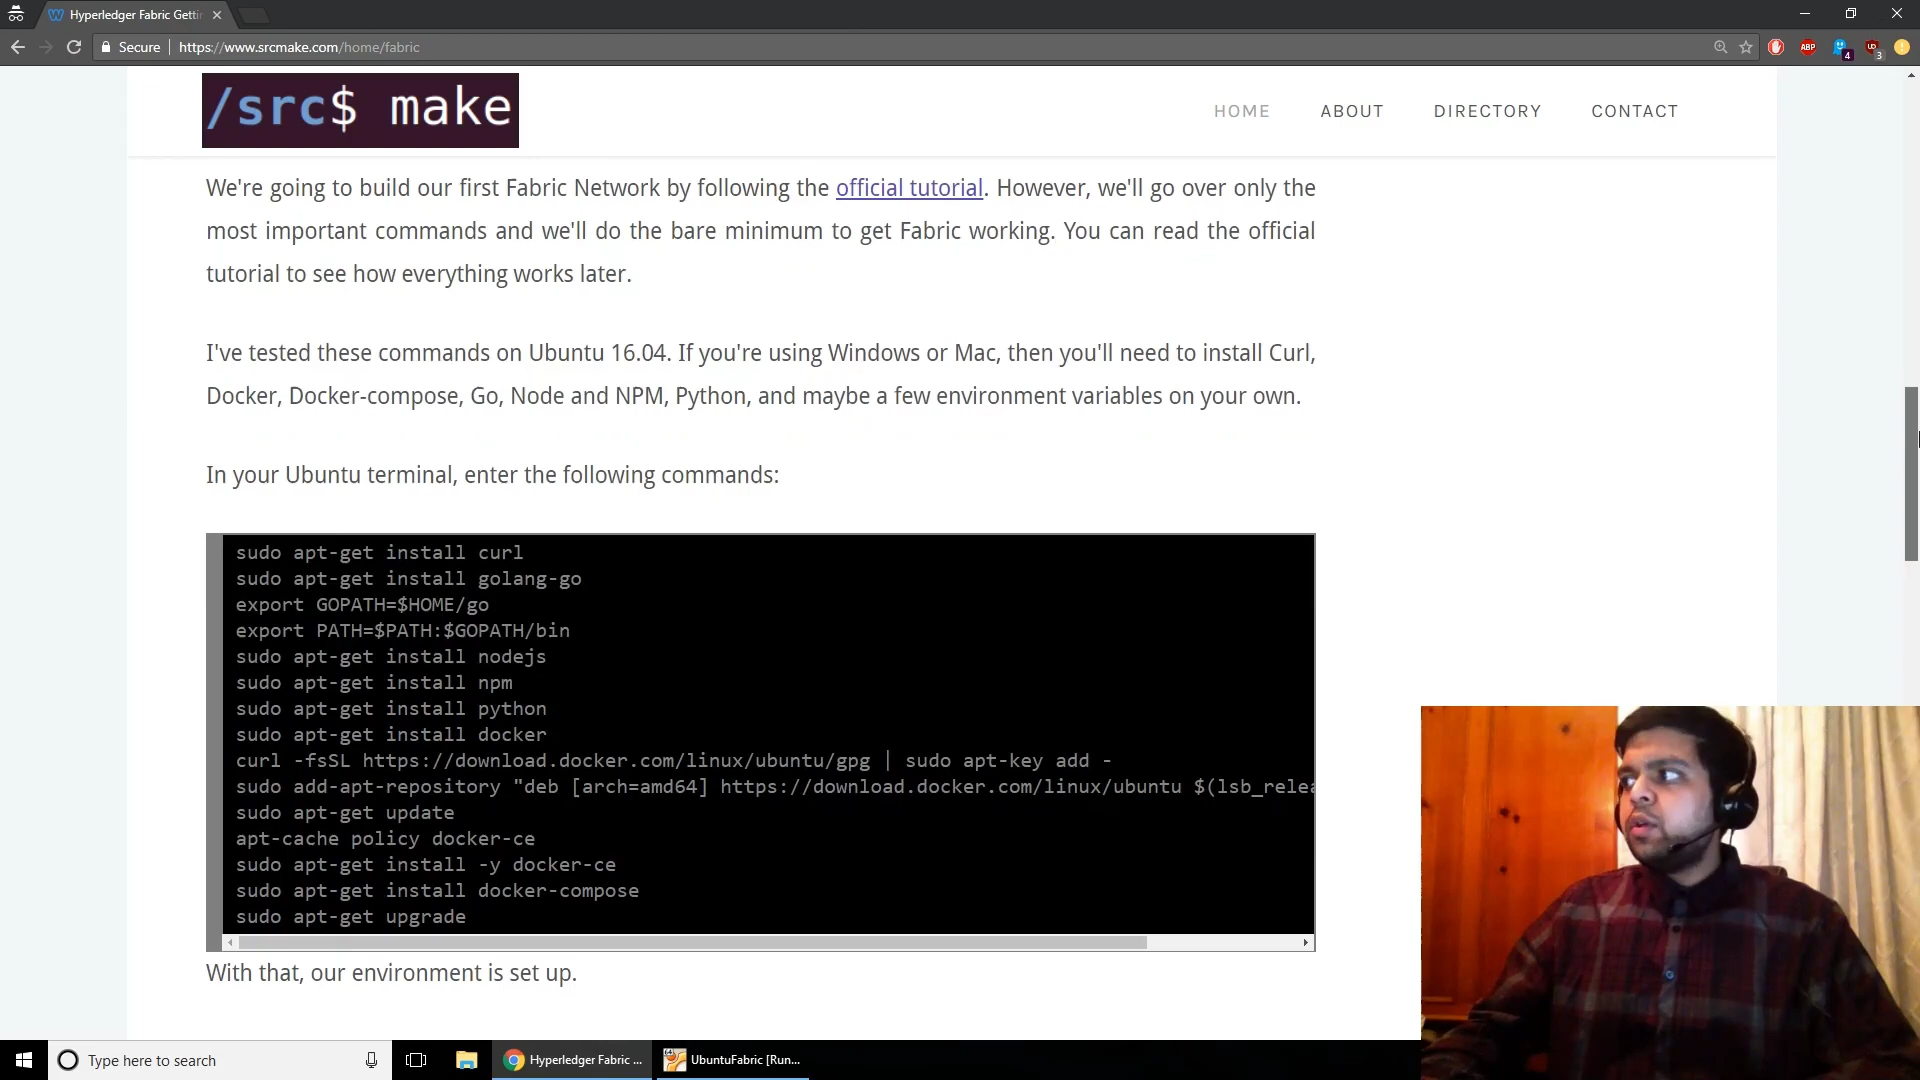 Hyperledger Fabric Getti
Secure
https://www.srcmake.com/home/fabric
ABP
4
3
/src$ make
HOME
ABOUT
DIRECTORY
CONTACT
We're going to build our first Fabric Network by following the official tutorial. However, we'll go over only the
most important commands and we'll do the bare minimum to get Fabric working. You can read the official
tutorial to see how everything works later.
I've tested these commands on Ubuntu 16.04. If you're using Windows or Mac, then you'll need to install Curl,
Docker, Docker-compose, Go, Node and NPM, Python, and maybe a few environment variables on your own.
In your Ubuntu terminal, enter the following commands:
sudo apt-get install curl
sudo apt-get install golang-go
export GOPATH=$HOME/go
export PATH=$PATH:$GOPATH/bin
sudo apt-get install nodejs
sudo apt-get install npm
sudo apt-get install python
sudo apt-get install docker
curl -fsSL https://download.docker.com/linux/ubuntu/gpg | sudo apt-key add -
sudo add-apt-repository "deb [arch=amd64] https://download.docker.com/linux/ubuntu $(lsb_relea
sudo apt-get update
apt-cache policy docker-ce
sudo apt-get install -y docker-ce
sudo apt-get install docker-compose
sudo apt-get upgrade
With that, our environment is set up.
Type here to search
Hyperledger Fabric ...
64
UbuntuFabric [Run...